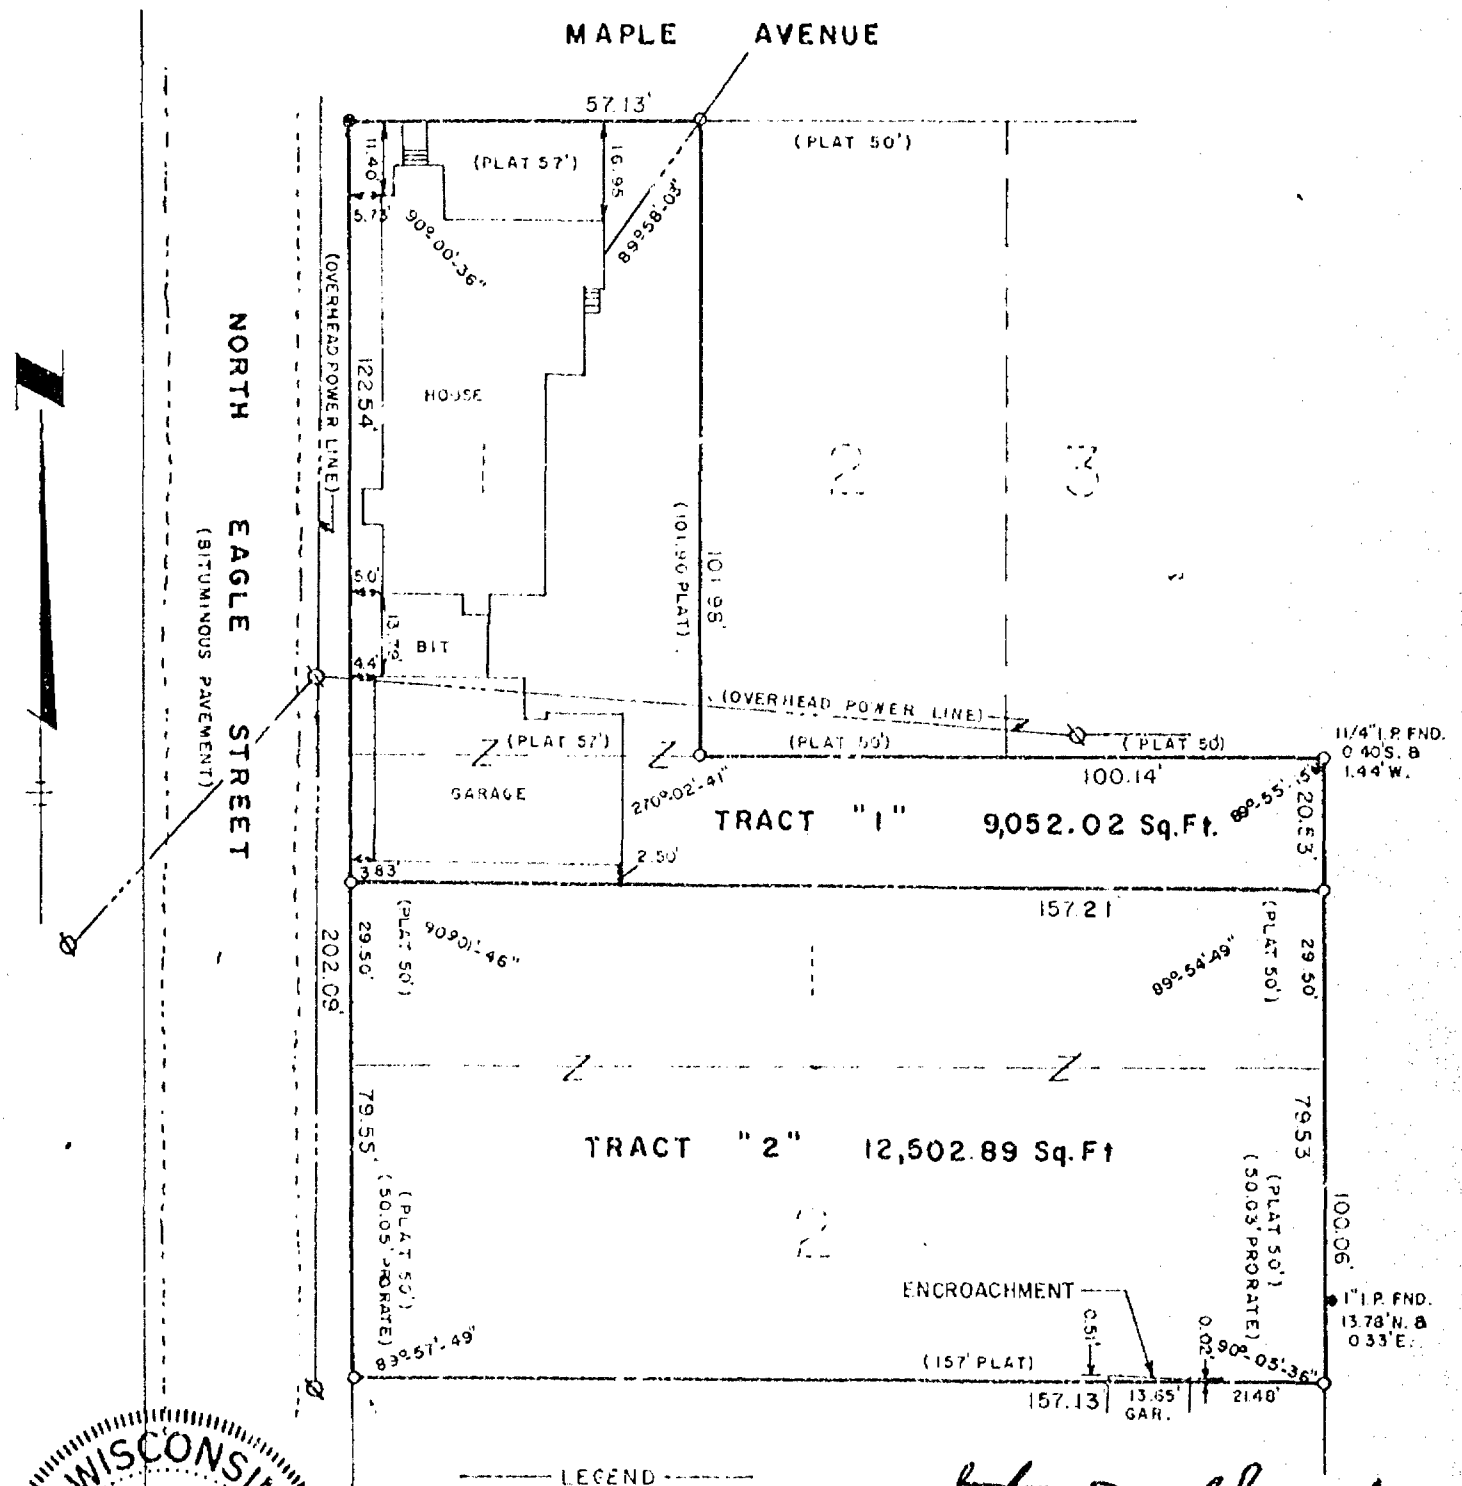 MAPLE AVENUE
57.13'
(PLAT 57')
(PLAT 50')
11.40'
16.95
5.73'
90°-00'-36"
89°-58'-03"
(OVERHEAD POWER LINE)
NORTH EAGLE STREET
(BITUMINOUS PAVEMENT)
122.54'
HOUSE
2
3
(101.96 PLAT)
101.98'
5.0'
13.79'
BIT
4.4'
(OVERHEAD POWER LINE)
(PLAT 57')
(PLAT 50')
(PLAT 50)
1 1/4" I.P. FND.
0.40'S. &
1.44'W.
100.14'
GARAGE
270°-02'-41"
89°-55'-15"
20.53'
TRACT "1" 9,052.02 Sq.Ft.
3.83'
2.50'
157.21
202.09'
29.50'
(PLAT 50')
90°-01'-46"
89°-54'-49"
(PLAT 50')
29.50'
79.55'
(PLAT 50')
(50.05' PRORATE)
TRACT "2" 12,502.89 Sq.Ft
2
79.53
(PLAT 50')
(50.03' PRORATE)
100.06'
ENCROACHMENT
1" I.P. FND.
13.78'N. &
0.33'E.
0.51'
0.02'
89°-57'-49"
90°-05'-36"
(157' PLAT)
157.13'
13.65'
GAR.
21.48'
WISCONSIN
LEGEND